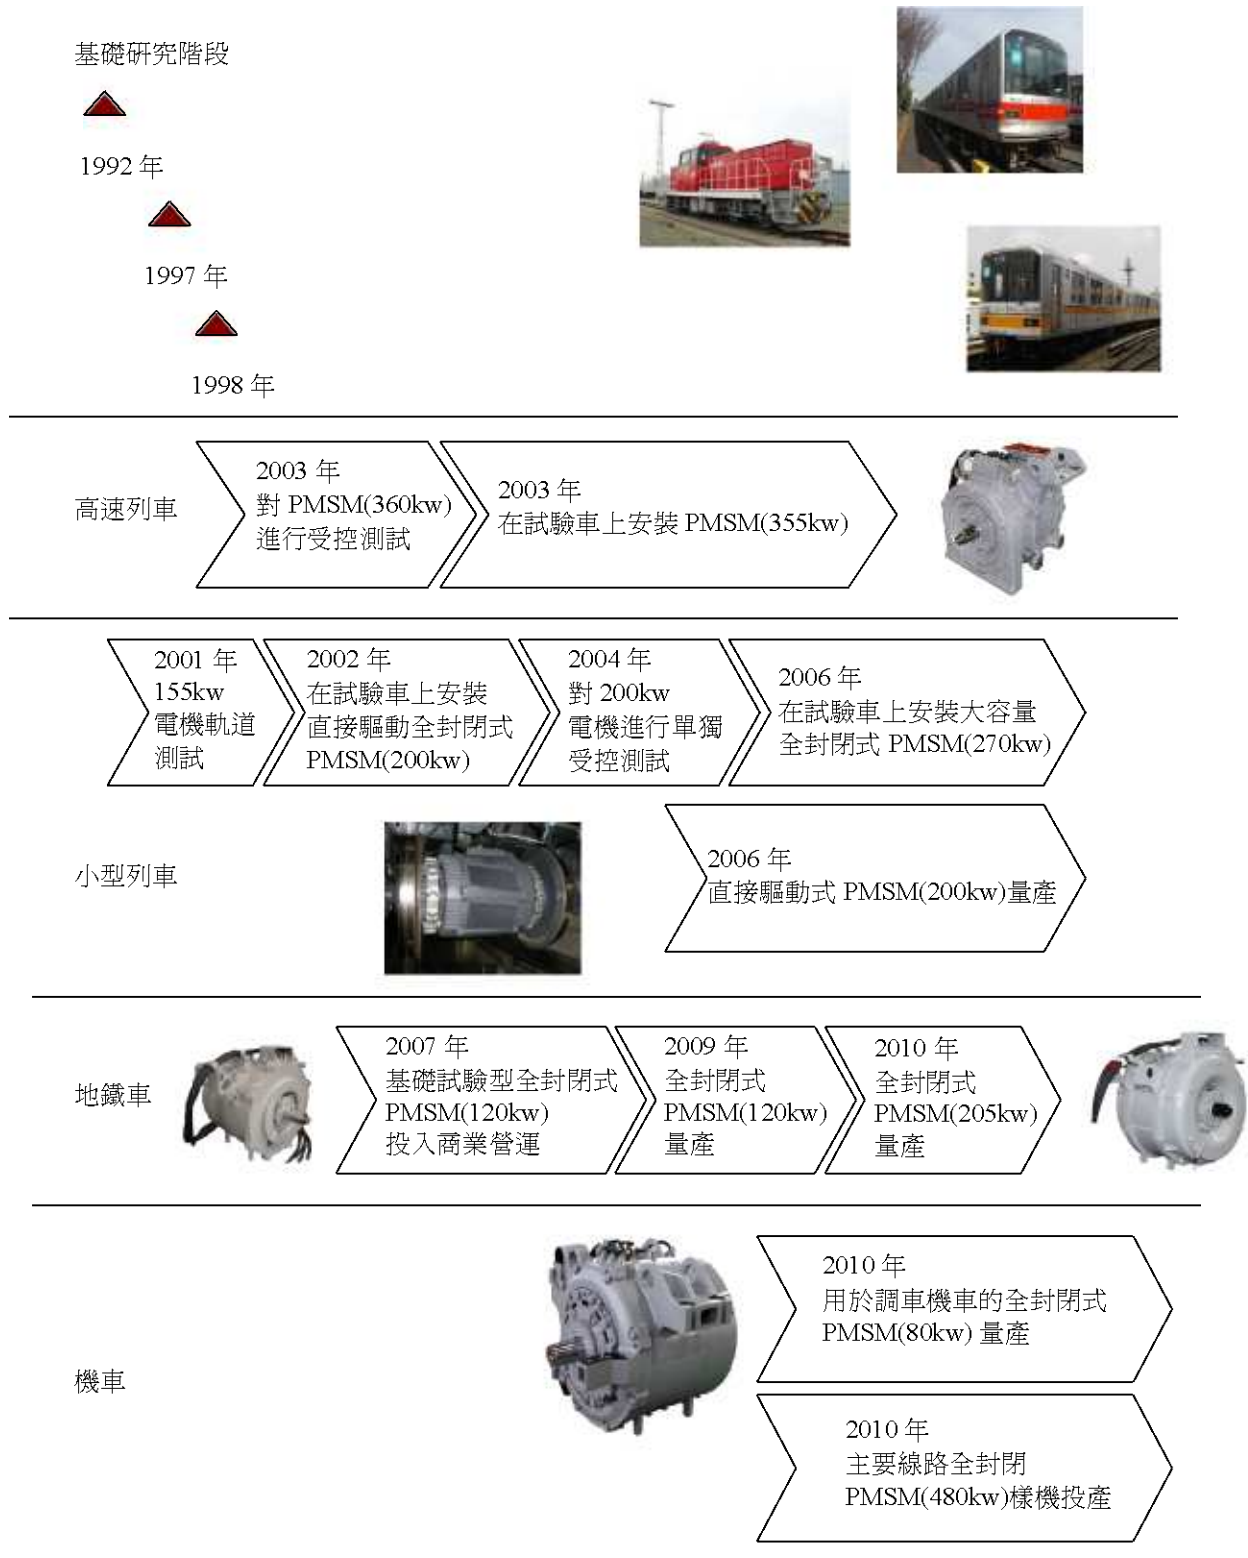 基礎研究階段
1992 年
1997 年
1998 年
高速列車
2003 年
對 PMSM(360kw)
進行受控測試
2003 年
在試驗車上安裝 PMSM(355kw)
2001 年
155kw
電機軌道
測試
2002 年
在試驗車上安裝
直接驅動全封閉式
PMSM(200kw)
2004 年
對 200kw
電機進行單獨
受控測試
2006 年
在試驗車上安裝大容量
全封閉式 PMSM(270kw)
小型列車
2006 年
直接驅動式 PMSM(200kw)量產
地鐵車
2007 年
基礎試驗型全封閉式
PMSM(120kw)
投入商業營運
2009 年
全封閉式
PMSM(120kw)
量產
2010 年
全封閉式
PMSM(205kw)
量產
機車
2010 年
用於調車機車的全封閉式
PMSM(80kw) 量產
2010 年
主要線路全封閉
PMSM(480kw)樣機投產